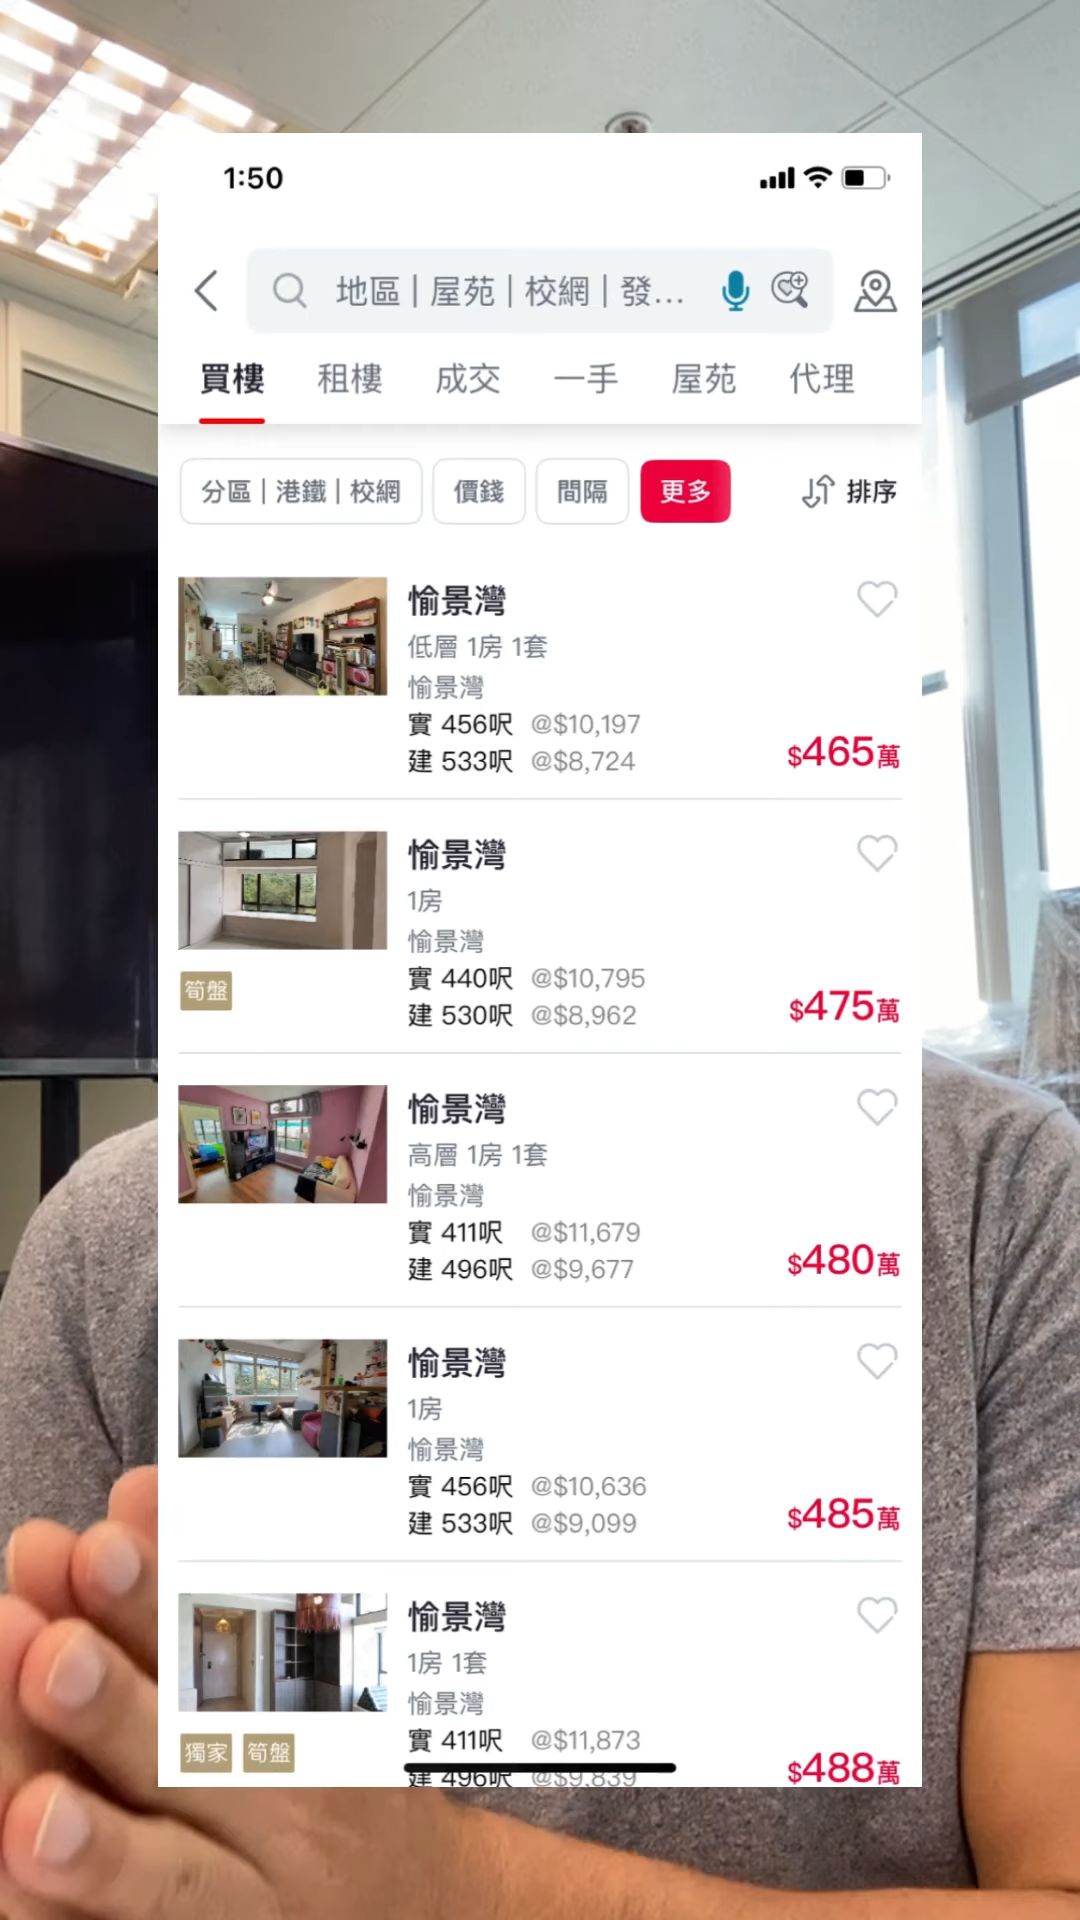 1:50
地區 | 屋苑 | 校網 | 發...
買樓 租樓 成交 一手 屋苑 代理
分區 | 港鐵 | 校網 價錢 間隔 更多 排序
愉景灣
低層 1房 1套
愉景灣
實 456呎 @$10,197
建 533呎 @$8,724
$465萬
愉景灣
1房
愉景灣
實 440呎 @$10,795
建 530呎 @$8,962
筍盤
$475萬
愉景灣
高層 1房 1套
愉景灣
實 411呎 @$11,679
建 496呎 @$9,677
$480萬
愉景灣
1房
愉景灣
實 456呎 @$10,636
建 533呎 @$9,099
$485萬
愉景灣
1房 1套
愉景灣
實 411呎 @$11,873
獨家 筍盤
建 496呎 @$9,839
$488萬